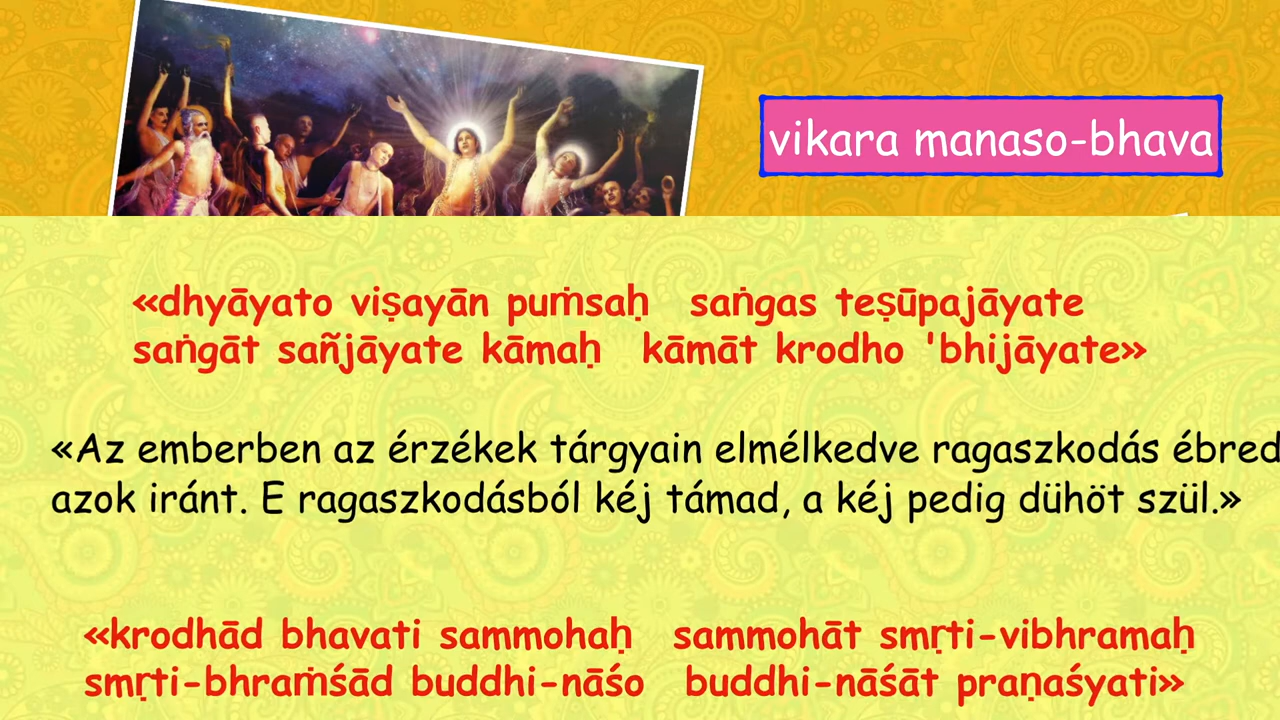 vikara manaso-bhava
«dhyāyato viṣayān puṁsaḥ saṅgas teṣūpajāyate
saṅgāt sañjāyate kāmaḥ kāmāt krodho 'bhijāyate»
«Az emberben az érzékek tárgyain elmélkedve ragaszkodás ébred
azok iránt. E ragaszkodásból kéj támad, a kéj pedig dühöt szül.»
«krodhād bhavati sammohaḥ sammohāt smṛti-vibhramaḥ
smṛti-bhraṁśād buddhi-nāśo buddhi-nāśāt praṇaśyati»